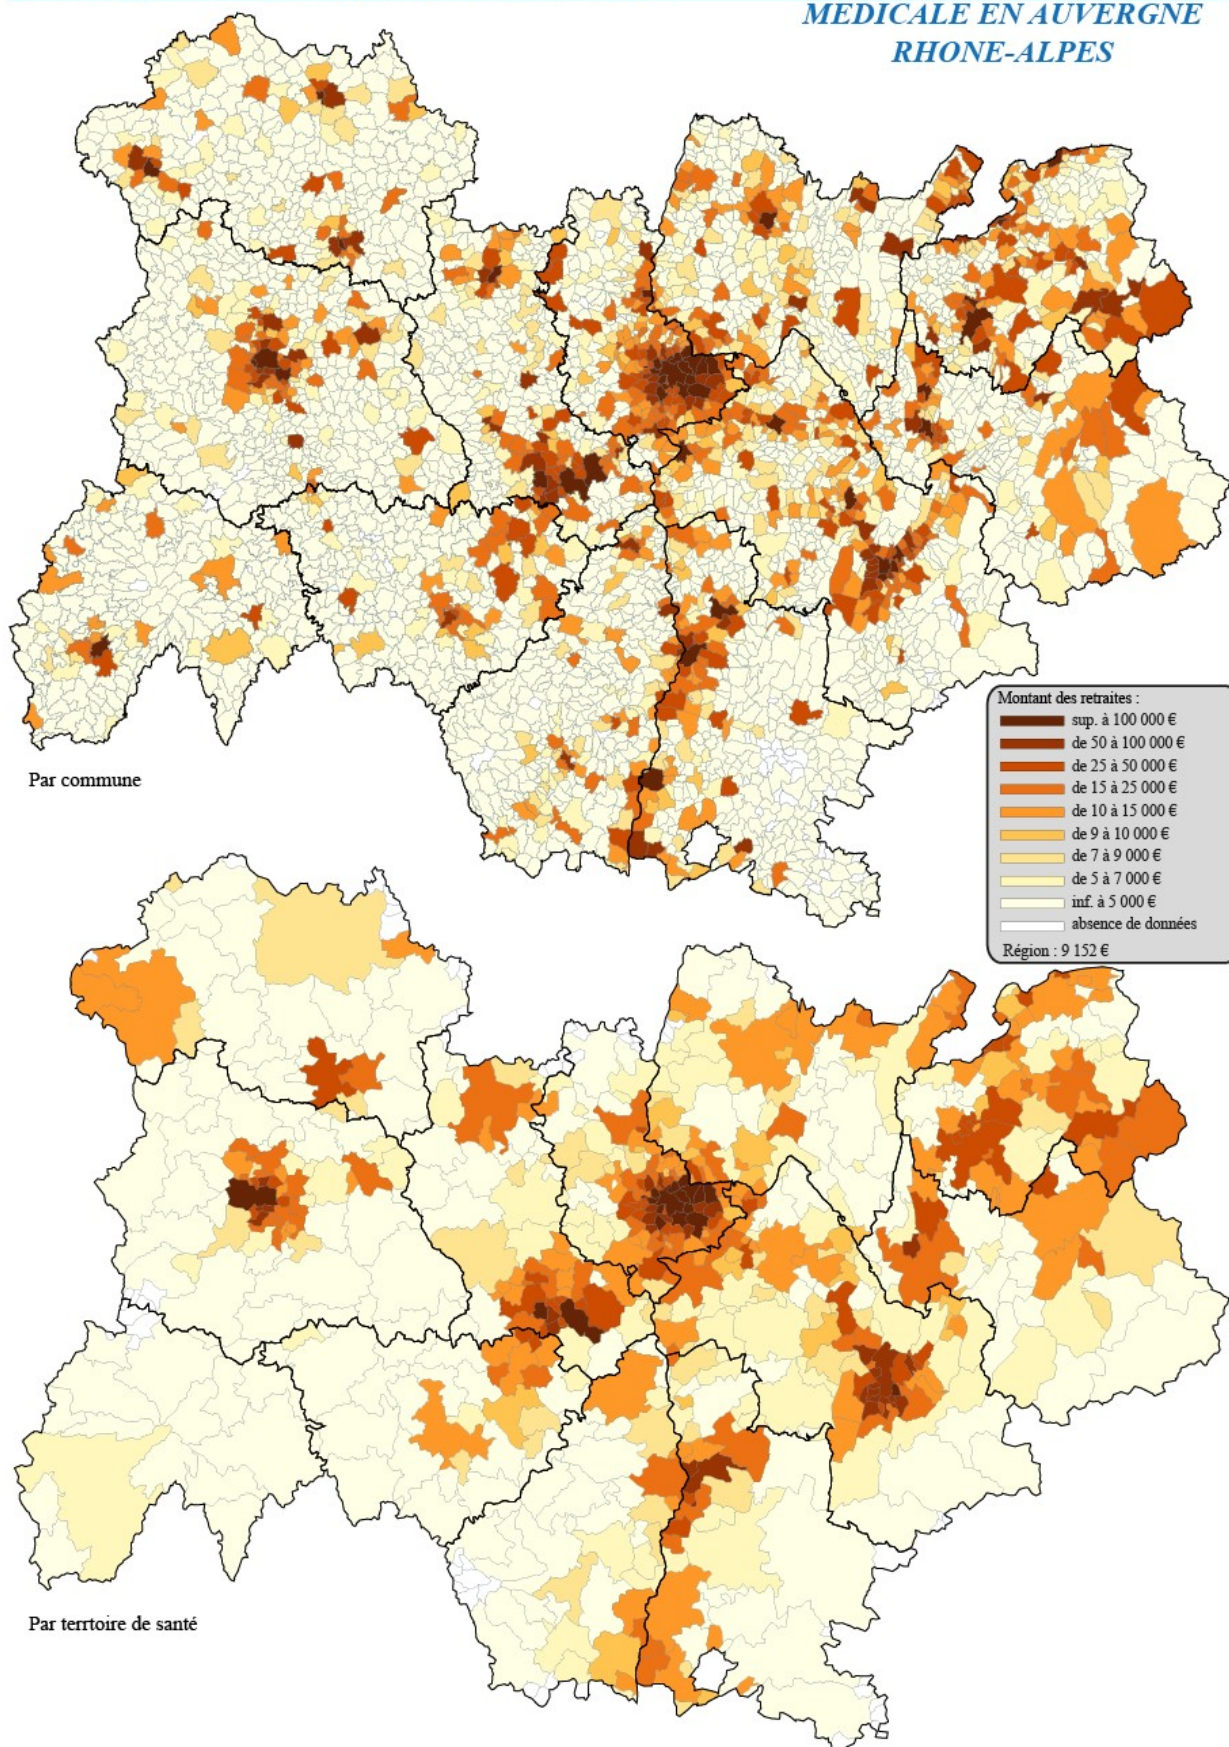 MEDICALE EN AUVERGNE
RHONE-ALPES
Montant des retraites :
sup. à 100 000 €
de 50 à 100 000 €
de 25 à 50 000 €
de 15 à 25 000 €
de 10 à 15 000 €
de 9 à 10 000 €
de 7 à 9 000 €
de 5 à 7 000 €
inf. à 5 000 €
absence de données
Région : 9 152 €
Par commune
Par terrtoire de santé